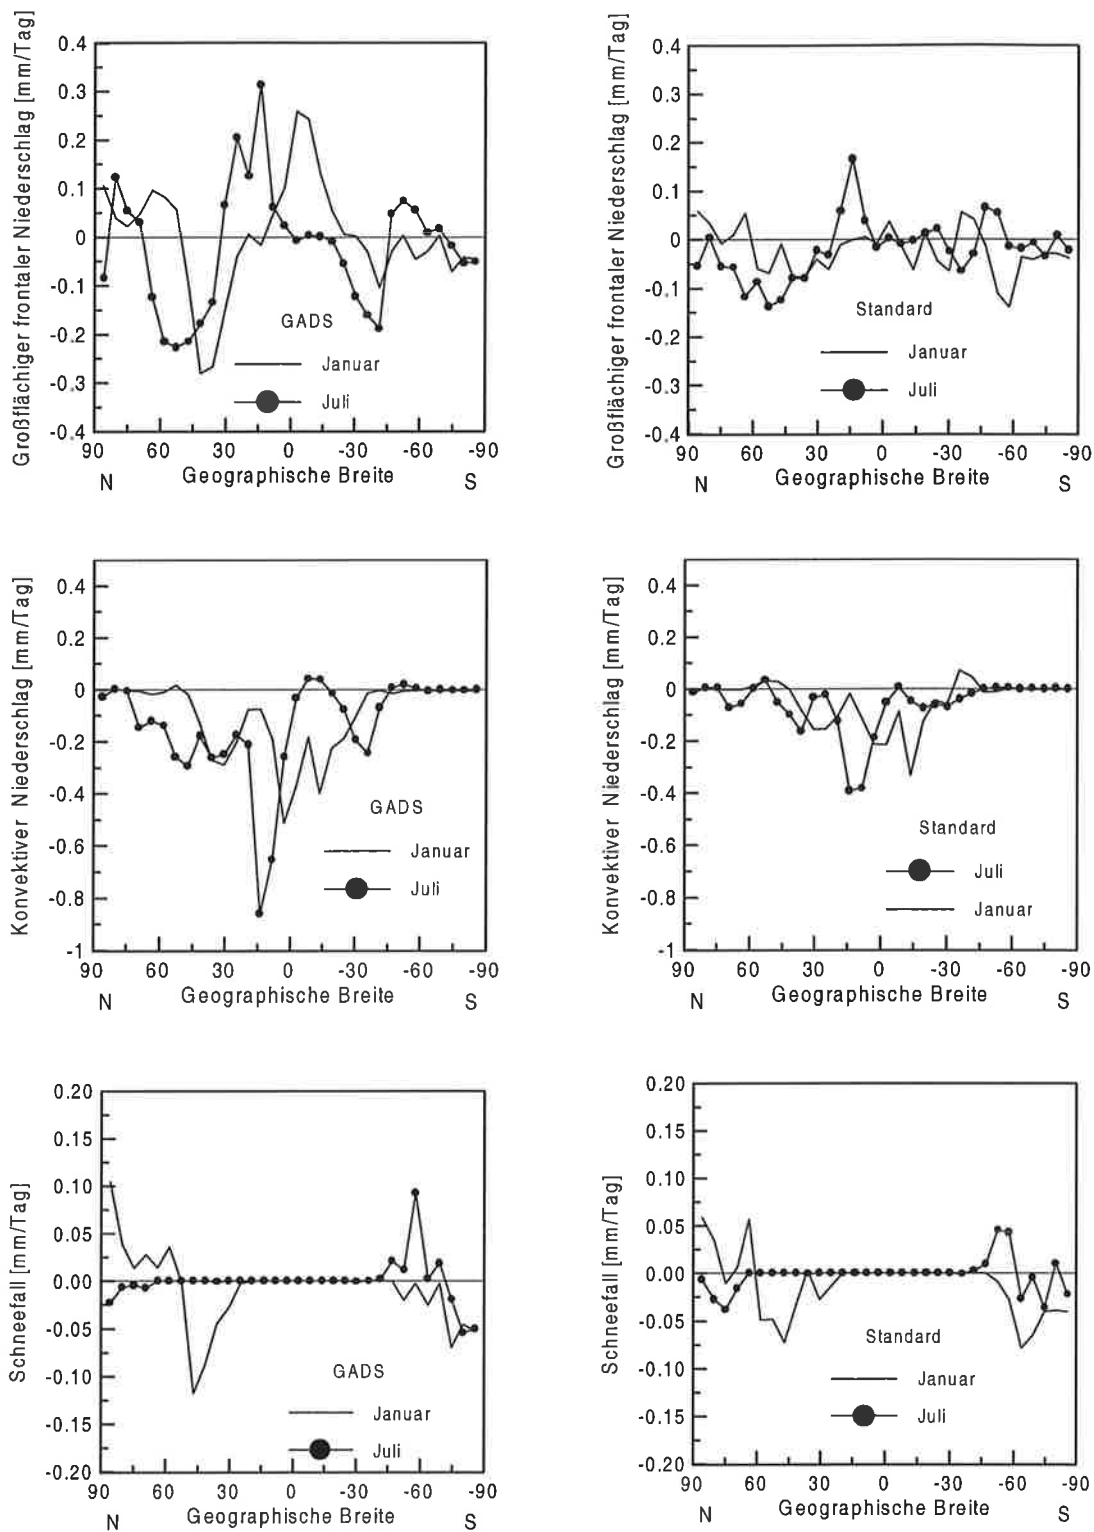 Großflächiger frontaler Niederschlag [mm/Tag]
0.4
0.3
0.2
0.1
0
-0.1
-0.2
-0.3
-0.4
GADS
Januar
Juli
90 60 30 0 -30 -60 -90
N Geographische Breite S
Großflächiger frontaler Niederschlag [mm/Tag]
0.4
0.3
0.2
0.1
0
-0.1
-0.2
-0.3
-0.4
Standard
Januar
Juli
90 60 30 0 -30 -60 -90
N Geographische Breite S
Konvektiver Niederschlag [mm/Tag]
0.4
0.2
0
-0.2
-0.4
-0.6
-0.8
-1
GADS
Januar
Juli
90 60 30 0 -30 -60 -90
N Geographische Breite S
Konvektiver Niederschlag [mm/Tag]
0.4
0.2
0
-0.2
-0.4
-0.6
-0.8
-1
Standard
Juli
Januar
90 60 30 0 -30 -60 -90
N Geographische Breite S
Schneefall [mm/Tag]
0.20
0.15
0.10
0.05
0.00
-0.05
-0.10
-0.15
-0.20
GADS
Januar
Juli
90 60 30 0 -30 -60 -90
N Geographische Breite S
Schneefall [mm/Tag]
0.20
0.15
0.10
0.05
0.00
-0.05
-0.10
-0.15
-0.20
Standard
Januar
Juli
90 60 30 0 -30 -60 -90
N Geographische Breite S